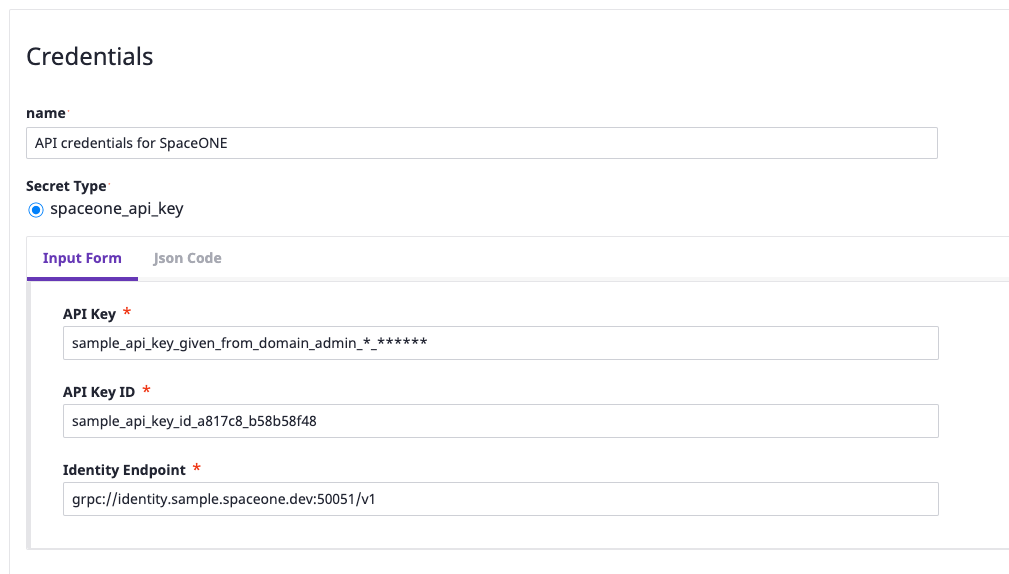 Credentials
name
API credentials for SpaceONE
Secret Type
spaceone_api_key
Input Form Json Code
API Key *
sample_api_key_given_from_domain_admin_*_******
API Key ID *
sample_api_key_id_a817c8_b58b58f48
Identity Endpoint *
grpc://identity.sample.spaceone.dev:50051/v1